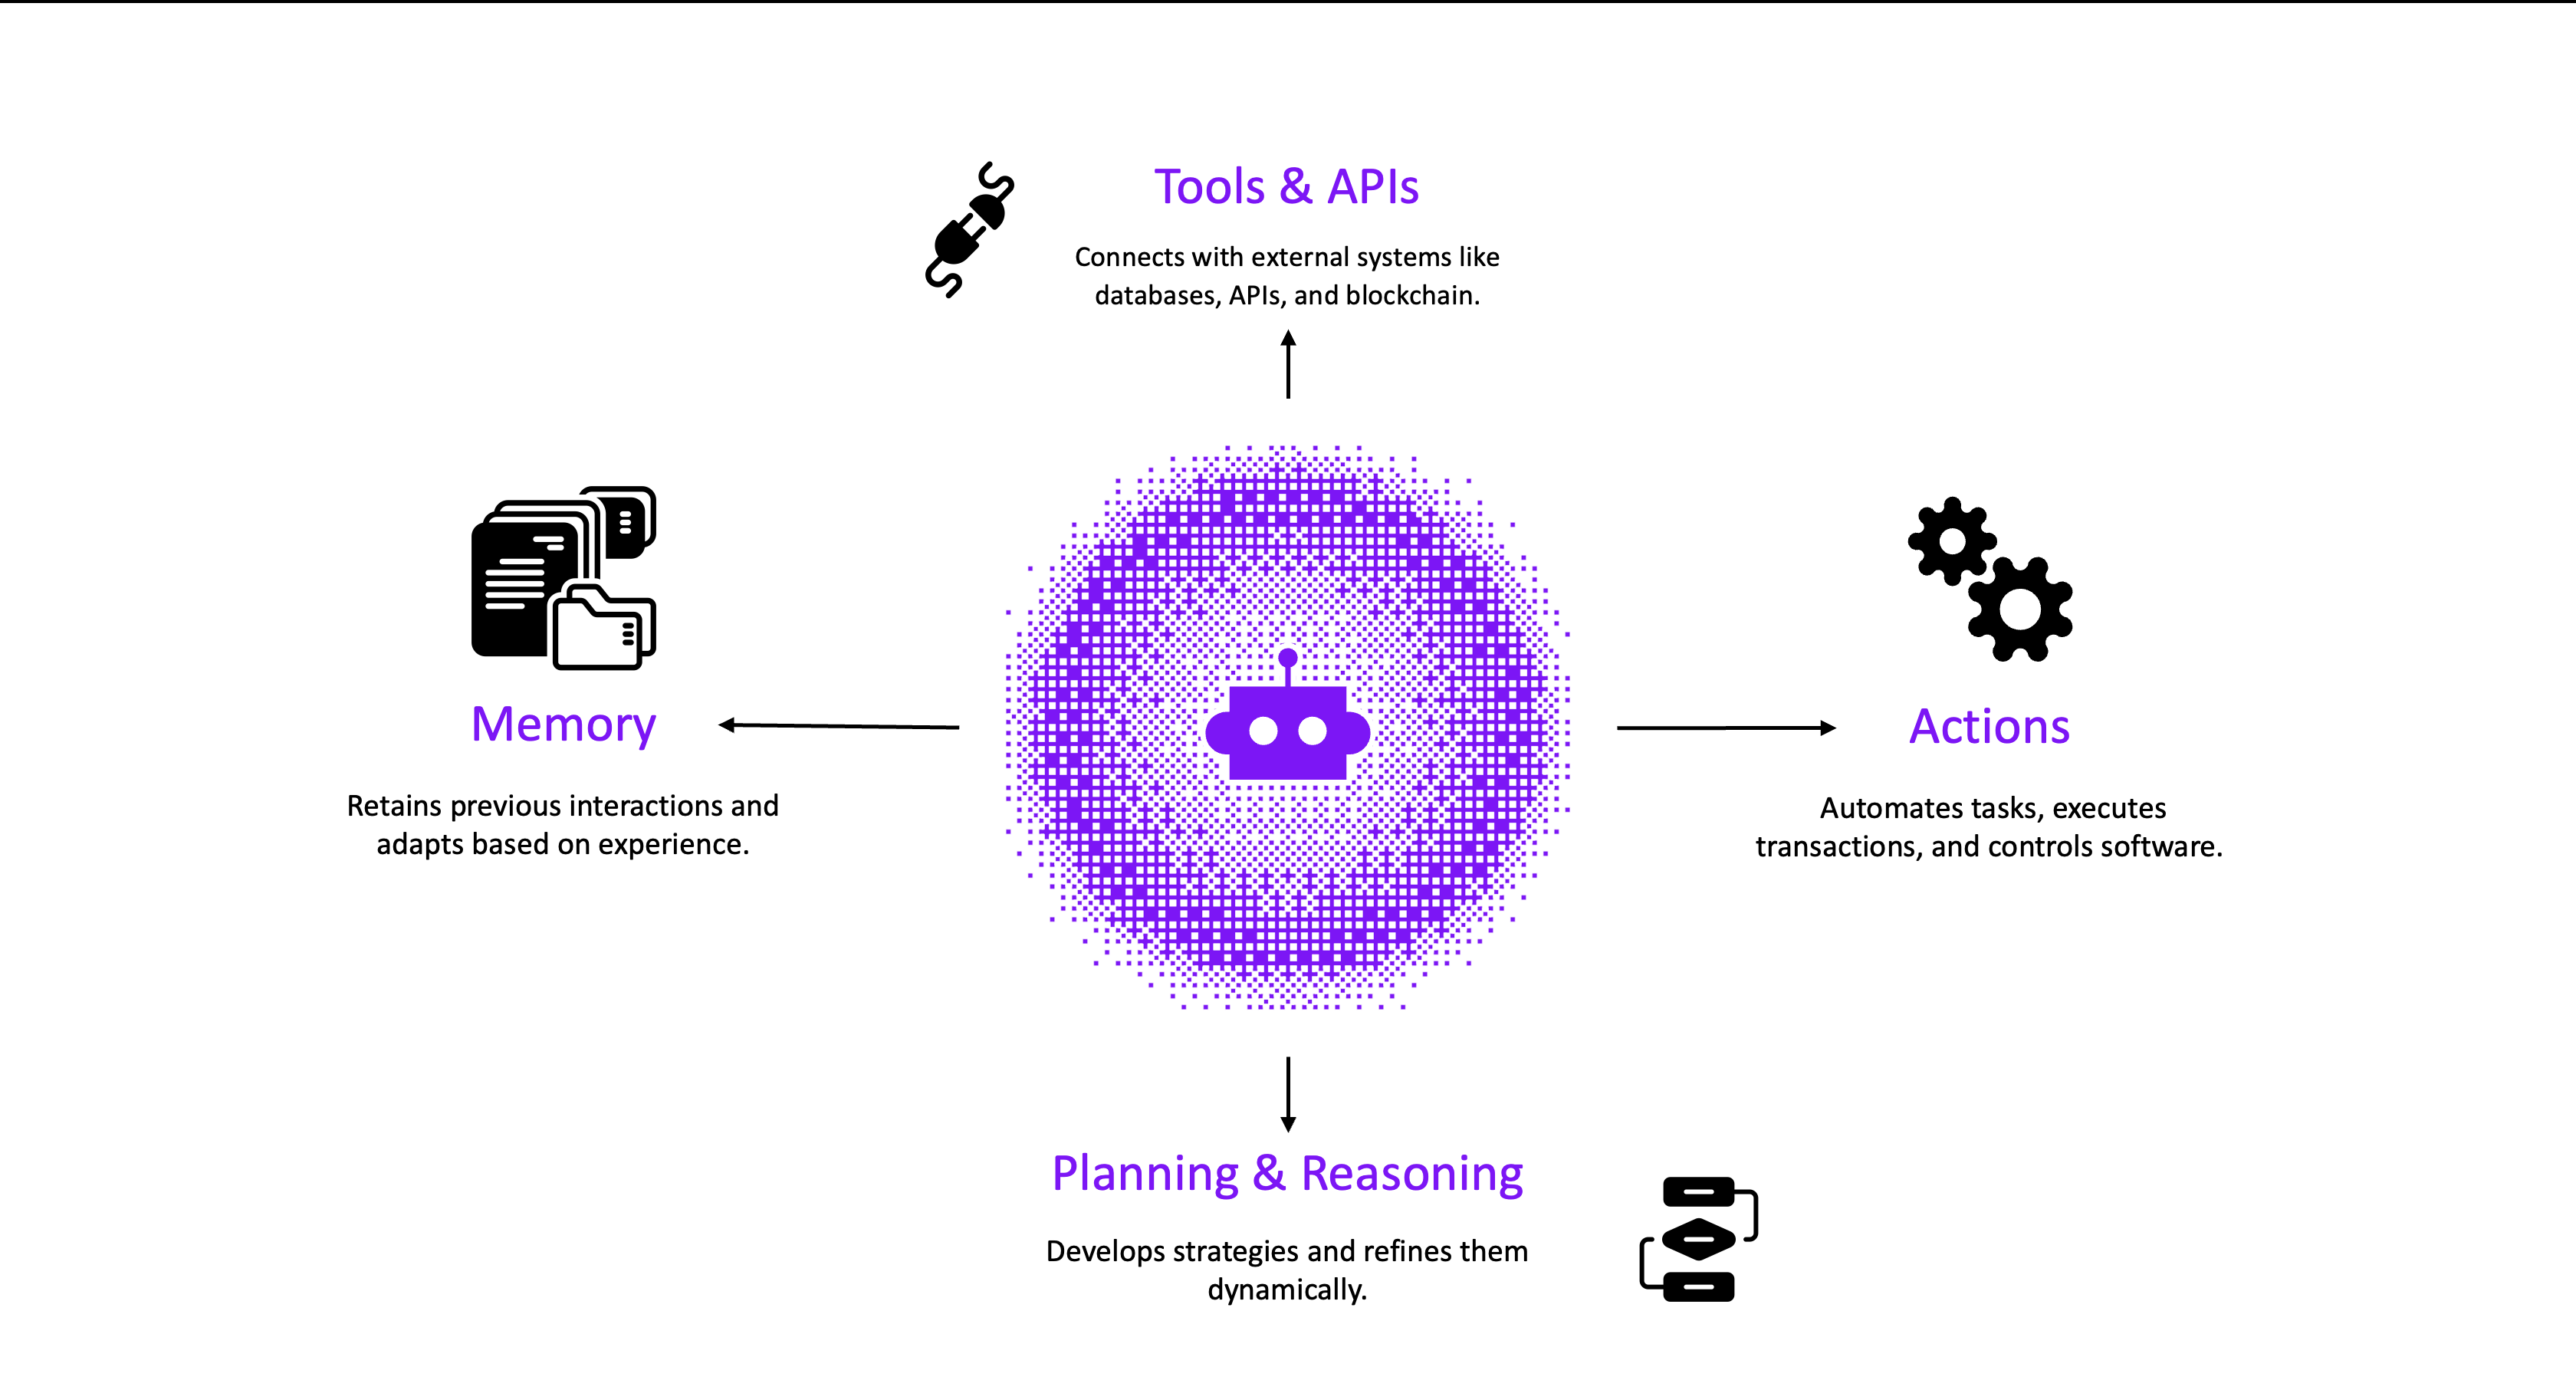 Tools & APIs
Connects with external systems like
databases, APIs, and blockchain.
Memory
Retains previous interactions and
adapts based on experience.
Actions
Automates tasks, executes
transactions, and controls software.
Planning & Reasoning
Develops strategies and refines them
dynamically.